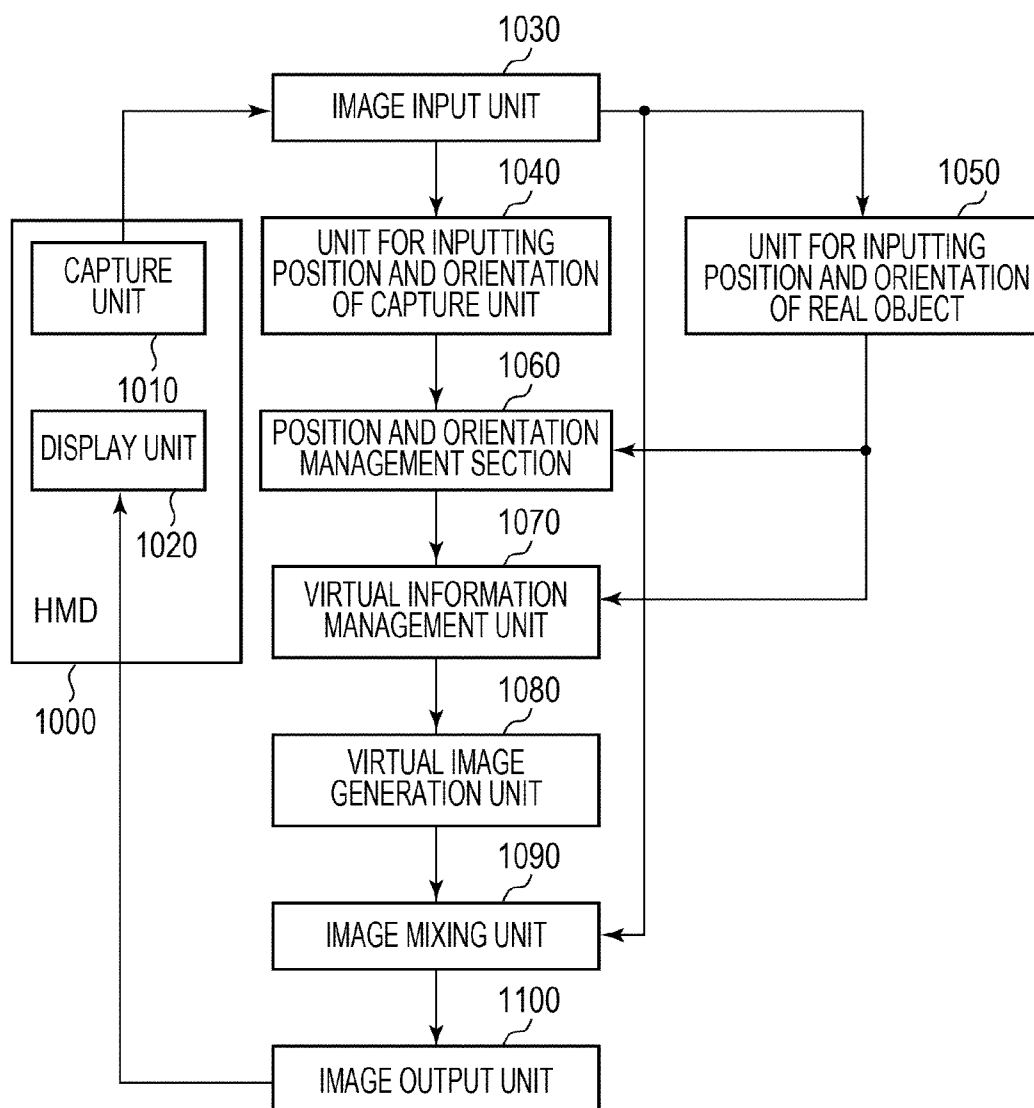 1030
IMAGE INPUT UNIT
1040
UNIT FOR INPUTTING
POSITION AND ORIENTATION
OF CAPTURE UNIT
1050
UNIT FOR INPUTTING
POSITION AND ORIENTATION
OF REAL OBJECT
CAPTURE
UNIT
1010
DISPLAY UNIT
1020
HMD
1000
1060
POSITION AND ORIENTATION
MANAGEMENT SECTION
1070
VIRTUAL INFORMATION
MANAGEMENT UNIT
1080
VIRTUAL IMAGE
GENERATION UNIT
1090
IMAGE MIXING UNIT
1100
IMAGE OUTPUT UNIT